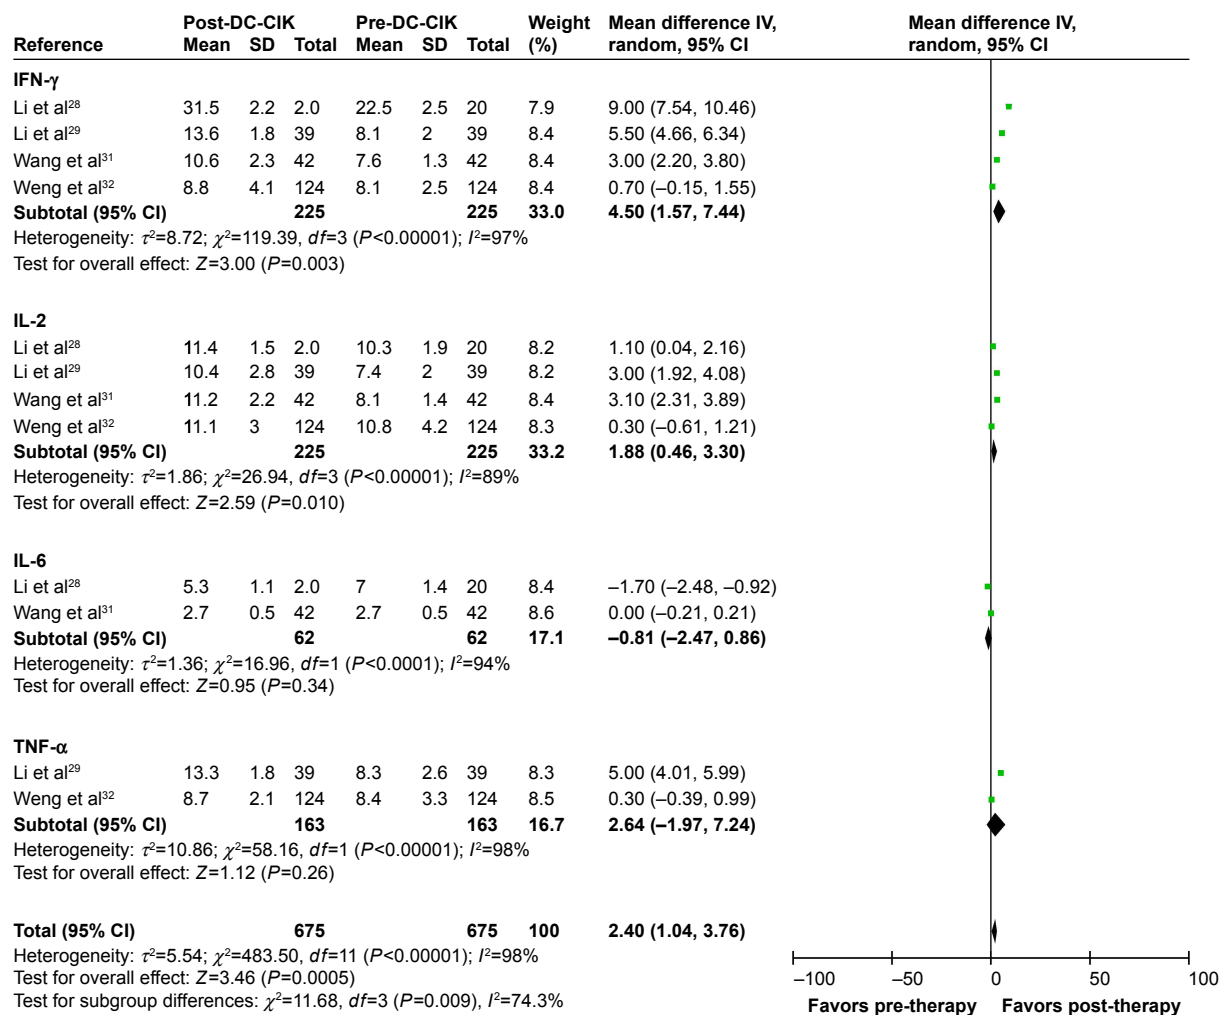 Post-DC-CIK Pre-DC-CIK Weight Mean difference IV, Mean difference IV,
Reference Mean SD Total Mean SD Total (%) random, 95% CI random, 95% CI
IFN-γ
Li et al²⁸ 31.5 2.2 2.0 22.5 2.5 20 7.9 9.00 (7.54, 10.46)
Li et al²⁹ 13.6 1.8 39 8.1 2 39 8.4 5.50 (4.66, 6.34)
Wang et al³¹ 10.6 2.3 42 7.6 1.3 42 8.4 3.00 (2.20, 3.80)
Weng et al³² 8.8 4.1 124 8.1 2.5 124 8.4 0.70 (–0.15, 1.55)
Subtotal (95% CI) 225 225 33.0 4.50 (1.57, 7.44)
Heterogeneity: τ²=8.72; χ²=119.39, df=3 (P<0.00001); I²=97%
Test for overall effect: Z=3.00 (P=0.003)
IL-2
Li et al²⁸ 11.4 1.5 2.0 10.3 1.9 20 8.2 1.10 (0.04, 2.16)
Li et al²⁹ 10.4 2.8 39 7.4 2 39 8.2 3.00 (1.92, 4.08)
Wang et al³¹ 11.2 2.2 42 8.1 1.4 42 8.4 3.10 (2.31, 3.89)
Weng et al³² 11.1 3 124 10.8 4.2 124 8.3 0.30 (–0.61, 1.21)
Subtotal (95% CI) 225 225 33.2 1.88 (0.46, 3.30)
Heterogeneity: τ²=1.86; χ²=26.94, df=3 (P<0.00001); I²=89%
Test for overall effect: Z=2.59 (P=0.010)
IL-6
Li et al²⁸ 5.3 1.1 2.0 7 1.4 20 8.4 –1.70 (–2.48, –0.92)
Wang et al³¹ 2.7 0.5 42 2.7 0.5 42 8.6 0.00 (–0.21, 0.21)
Subtotal (95% CI) 62 62 17.1 –0.81 (–2.47, 0.86)
Heterogeneity: τ²=1.36; χ²=16.96, df=1 (P<0.0001); I²=94%
Test for overall effect: Z=0.95 (P=0.34)
TNF-α
Li et al²⁹ 13.3 1.8 39 8.3 2.6 39 8.3 5.00 (4.01, 5.99)
Weng et al³² 8.7 2.1 124 8.4 3.3 124 8.5 0.30 (–0.39, 0.99)
Subtotal (95% CI) 163 163 16.7 2.64 (–1.97, 7.24)
Heterogeneity: τ²=10.86; χ²=58.16, df=1 (P<0.00001); I²=98%
Test for overall effect: Z=1.12 (P=0.26)
Total (95% CI) 675 675 100 2.40 (1.04, 3.76)
Heterogeneity: τ²=5.54; χ²=483.50, df=11 (P<0.00001); I²=98%
Test for overall effect: Z=3.46 (P=0.0005)
Test for subgroup differences: χ²=11.68, df=3 (P=0.009), I²=74.3%
–100 –50 0 50 100
Favors pre-therapy Favors post-therapy